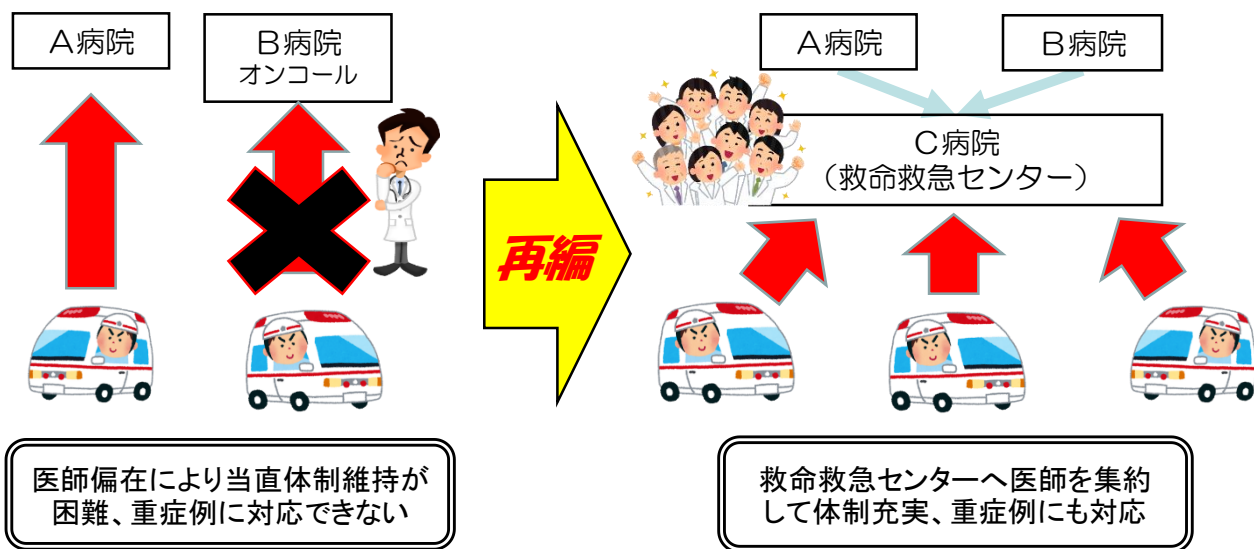 A病院
B病院
オンコール
再編
A病院
B病院
C病院
（救命救急センター）
医師偏在により当直体制維持が
困難、重症例に対応できない
救命救急センターへ医師を集約
して体制充実、重症例にも対応